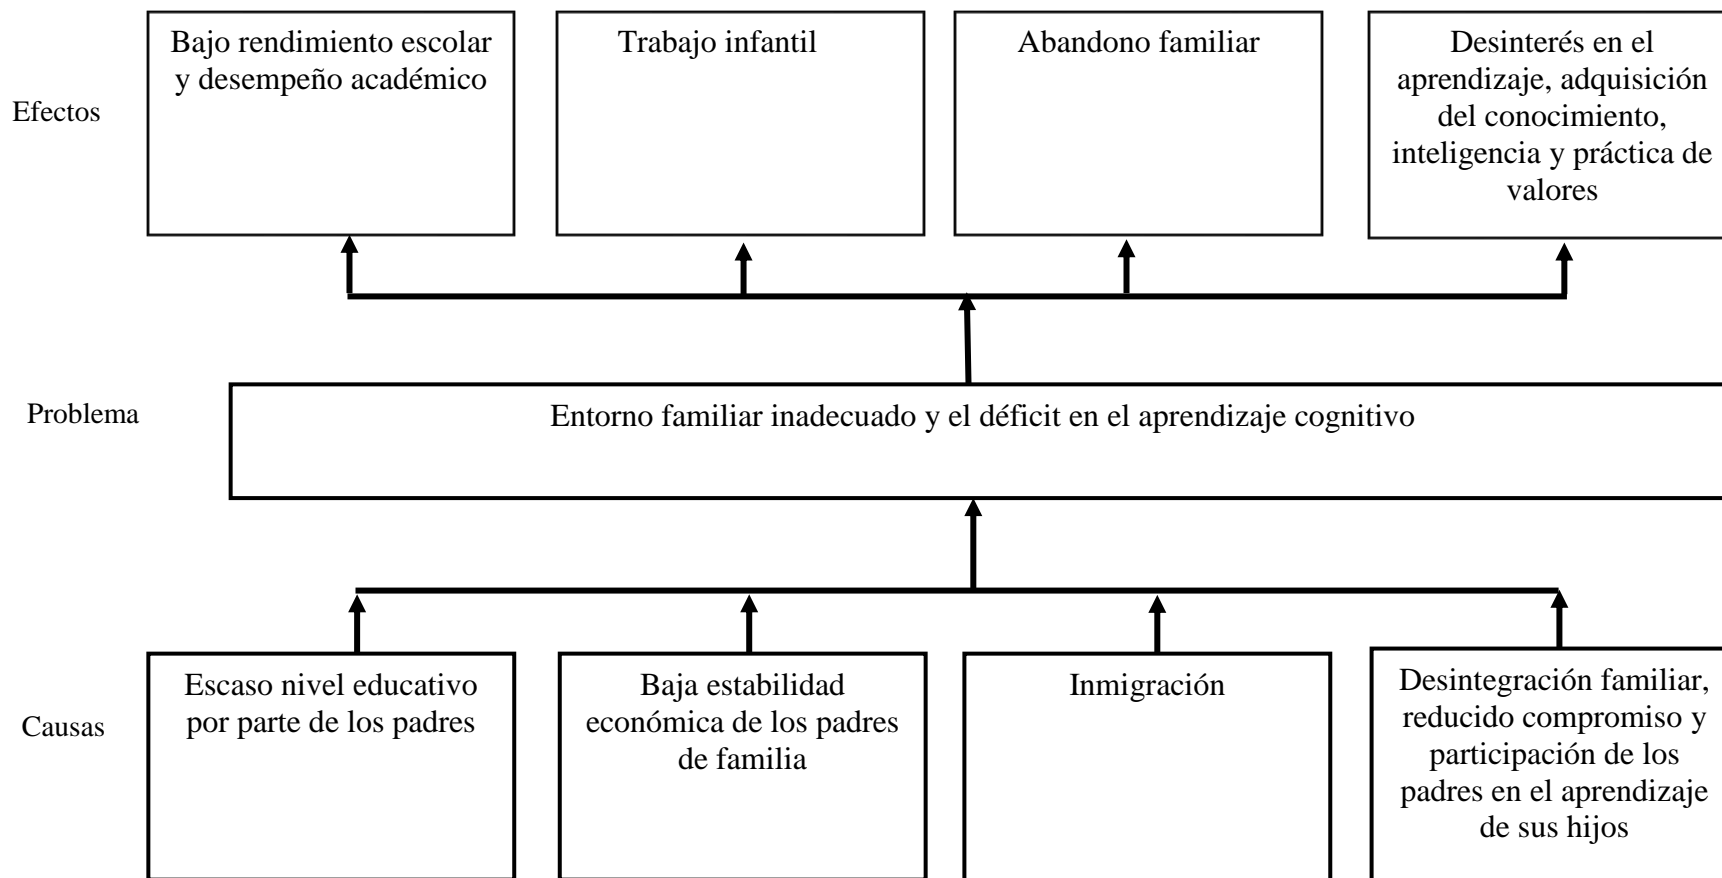 Efectos
Bajo rendimiento escolar
y desempeño académico
Trabajo infantil
Abandono familiar
Desinterés en el
aprendizaje, adquisición
del conocimiento,
inteligencia y práctica de
valores
Problema
Entorno familiar inadecuado y el déficit en el aprendizaje cognitivo
Causas
Escaso nivel educativo
por parte de los padres
Baja estabilidad
económica de los padres
de familia
Inmigración
Desintegración familiar,
reducido compromiso y
participación de los
padres en el aprendizaje
de sus hijos